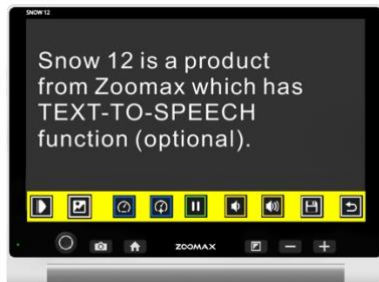 SNOW 12
Snow 12 is a product
from Zoomax which has
TEXT-TO-SPEECH
function (optional).
ZOOMAX